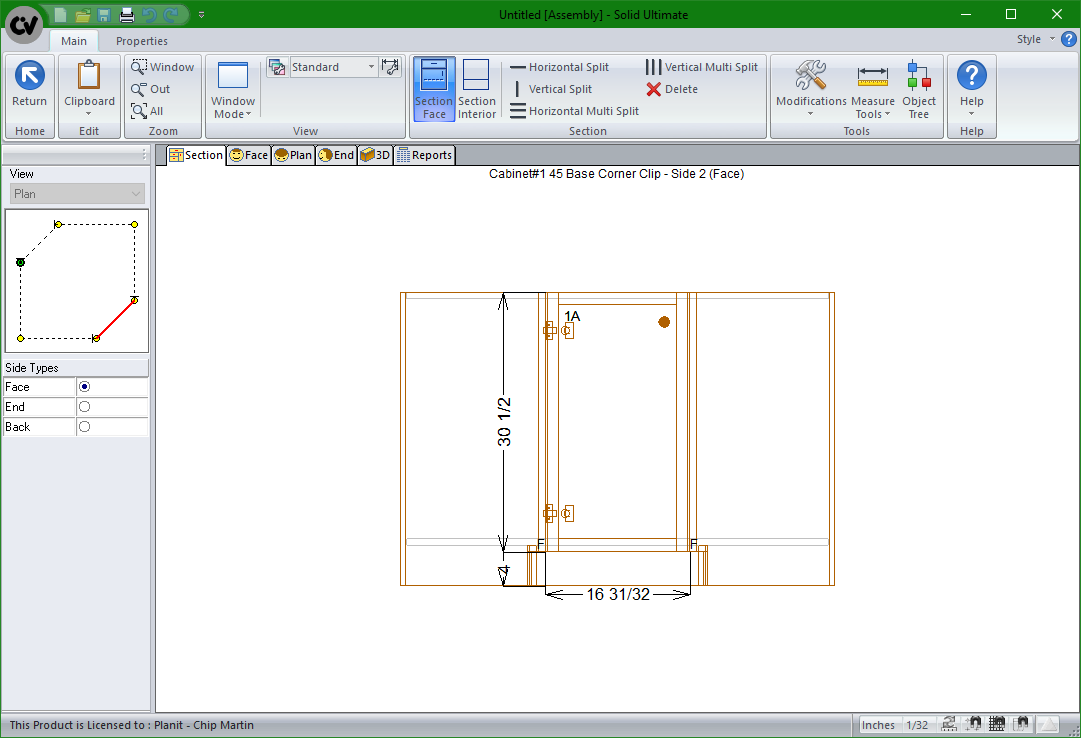 CV
Untitled [Assembly] - Solid Ultimate
Main Properties
Style
Return
Home
Clipboard
Edit
Window
Out
All
Zoom
Window
Mode
Standard
View
Section
Face
Section
Interior
Horizontal Split
Vertical Split
Horizontal Multi Split
Vertical Multi Split
Delete
Section
Modifications
Measure
Tools
Object
Tree
Tools
Help
Help
View
Plan
Side Types
Face
End
Back
Section Face Plan End 3D Reports
Cabinet#1 45 Base Corner Clip - Side 2 (Face)
1A
30 1/2
F F
4
16 31/32
This Product is Licensed to : Planit - Chip Martin
Inches 1/32